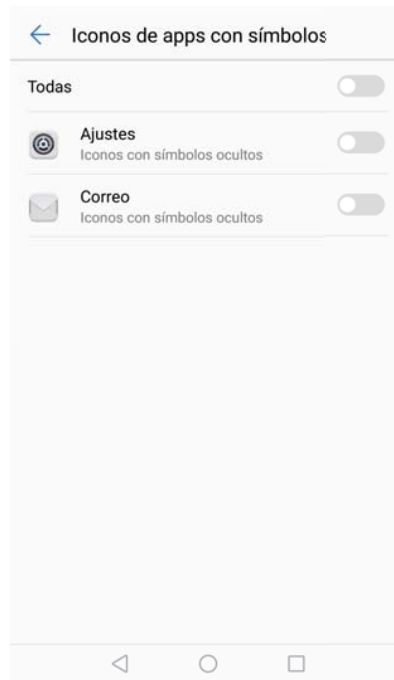 Iconos de apps con símbolos
Todas
Ajustes
Iconos con símbolos ocultos
Correo
Iconos con símbolos ocultos